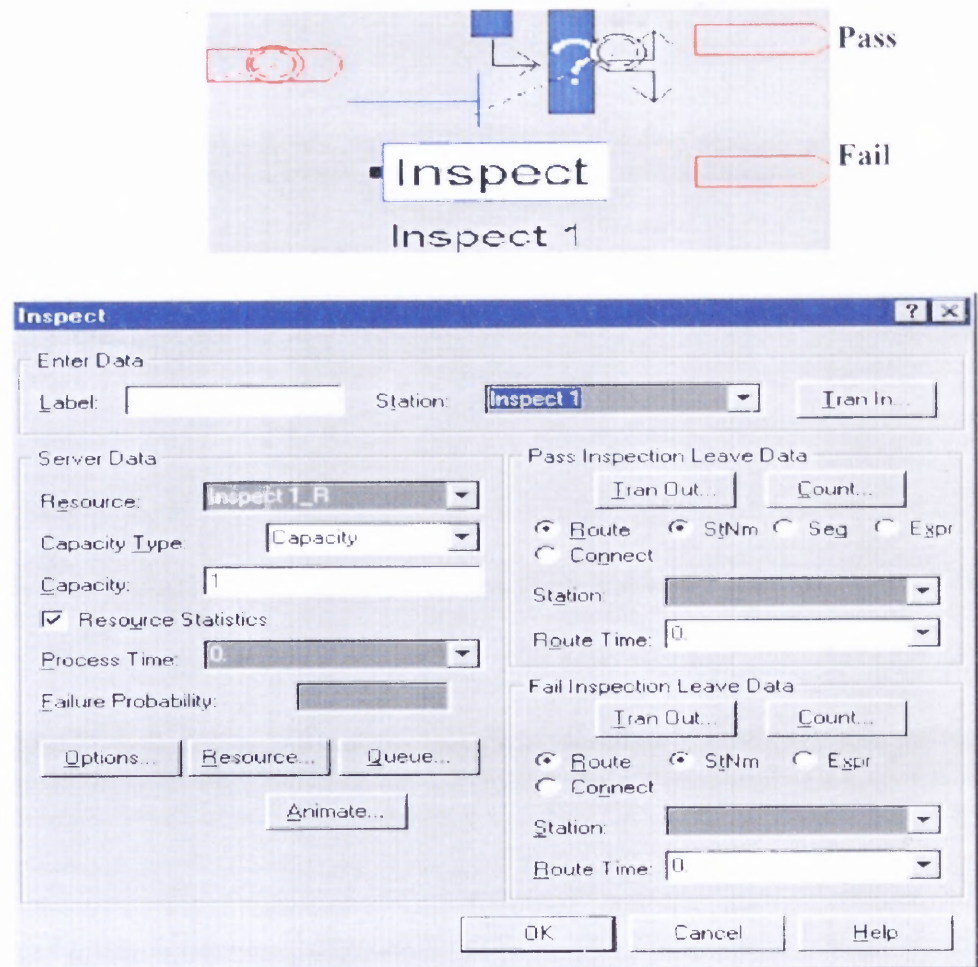 Pass
Fail
Inspect
Inspect 1
Inspect
Enter Data
Label:
Station: Inspect 1
Tran In...
Server Data
Resource: Inspect 1_R
Capacity Type: Capacity
Capacity: 1
Resource Statistics
Process Time: 0.
Failure Probability:
Options... Resource... Queue...
Animate...
Pass Inspection Leave Data
Tran Out... Count...
Route StNm Seg Expr
Connect
Station:
Route Time: 0.
Fail Inspection Leave Data
Tran Out... Count...
Route StNm Expr
Connect
Station:
Route Time: 0.
OK Cancel Help